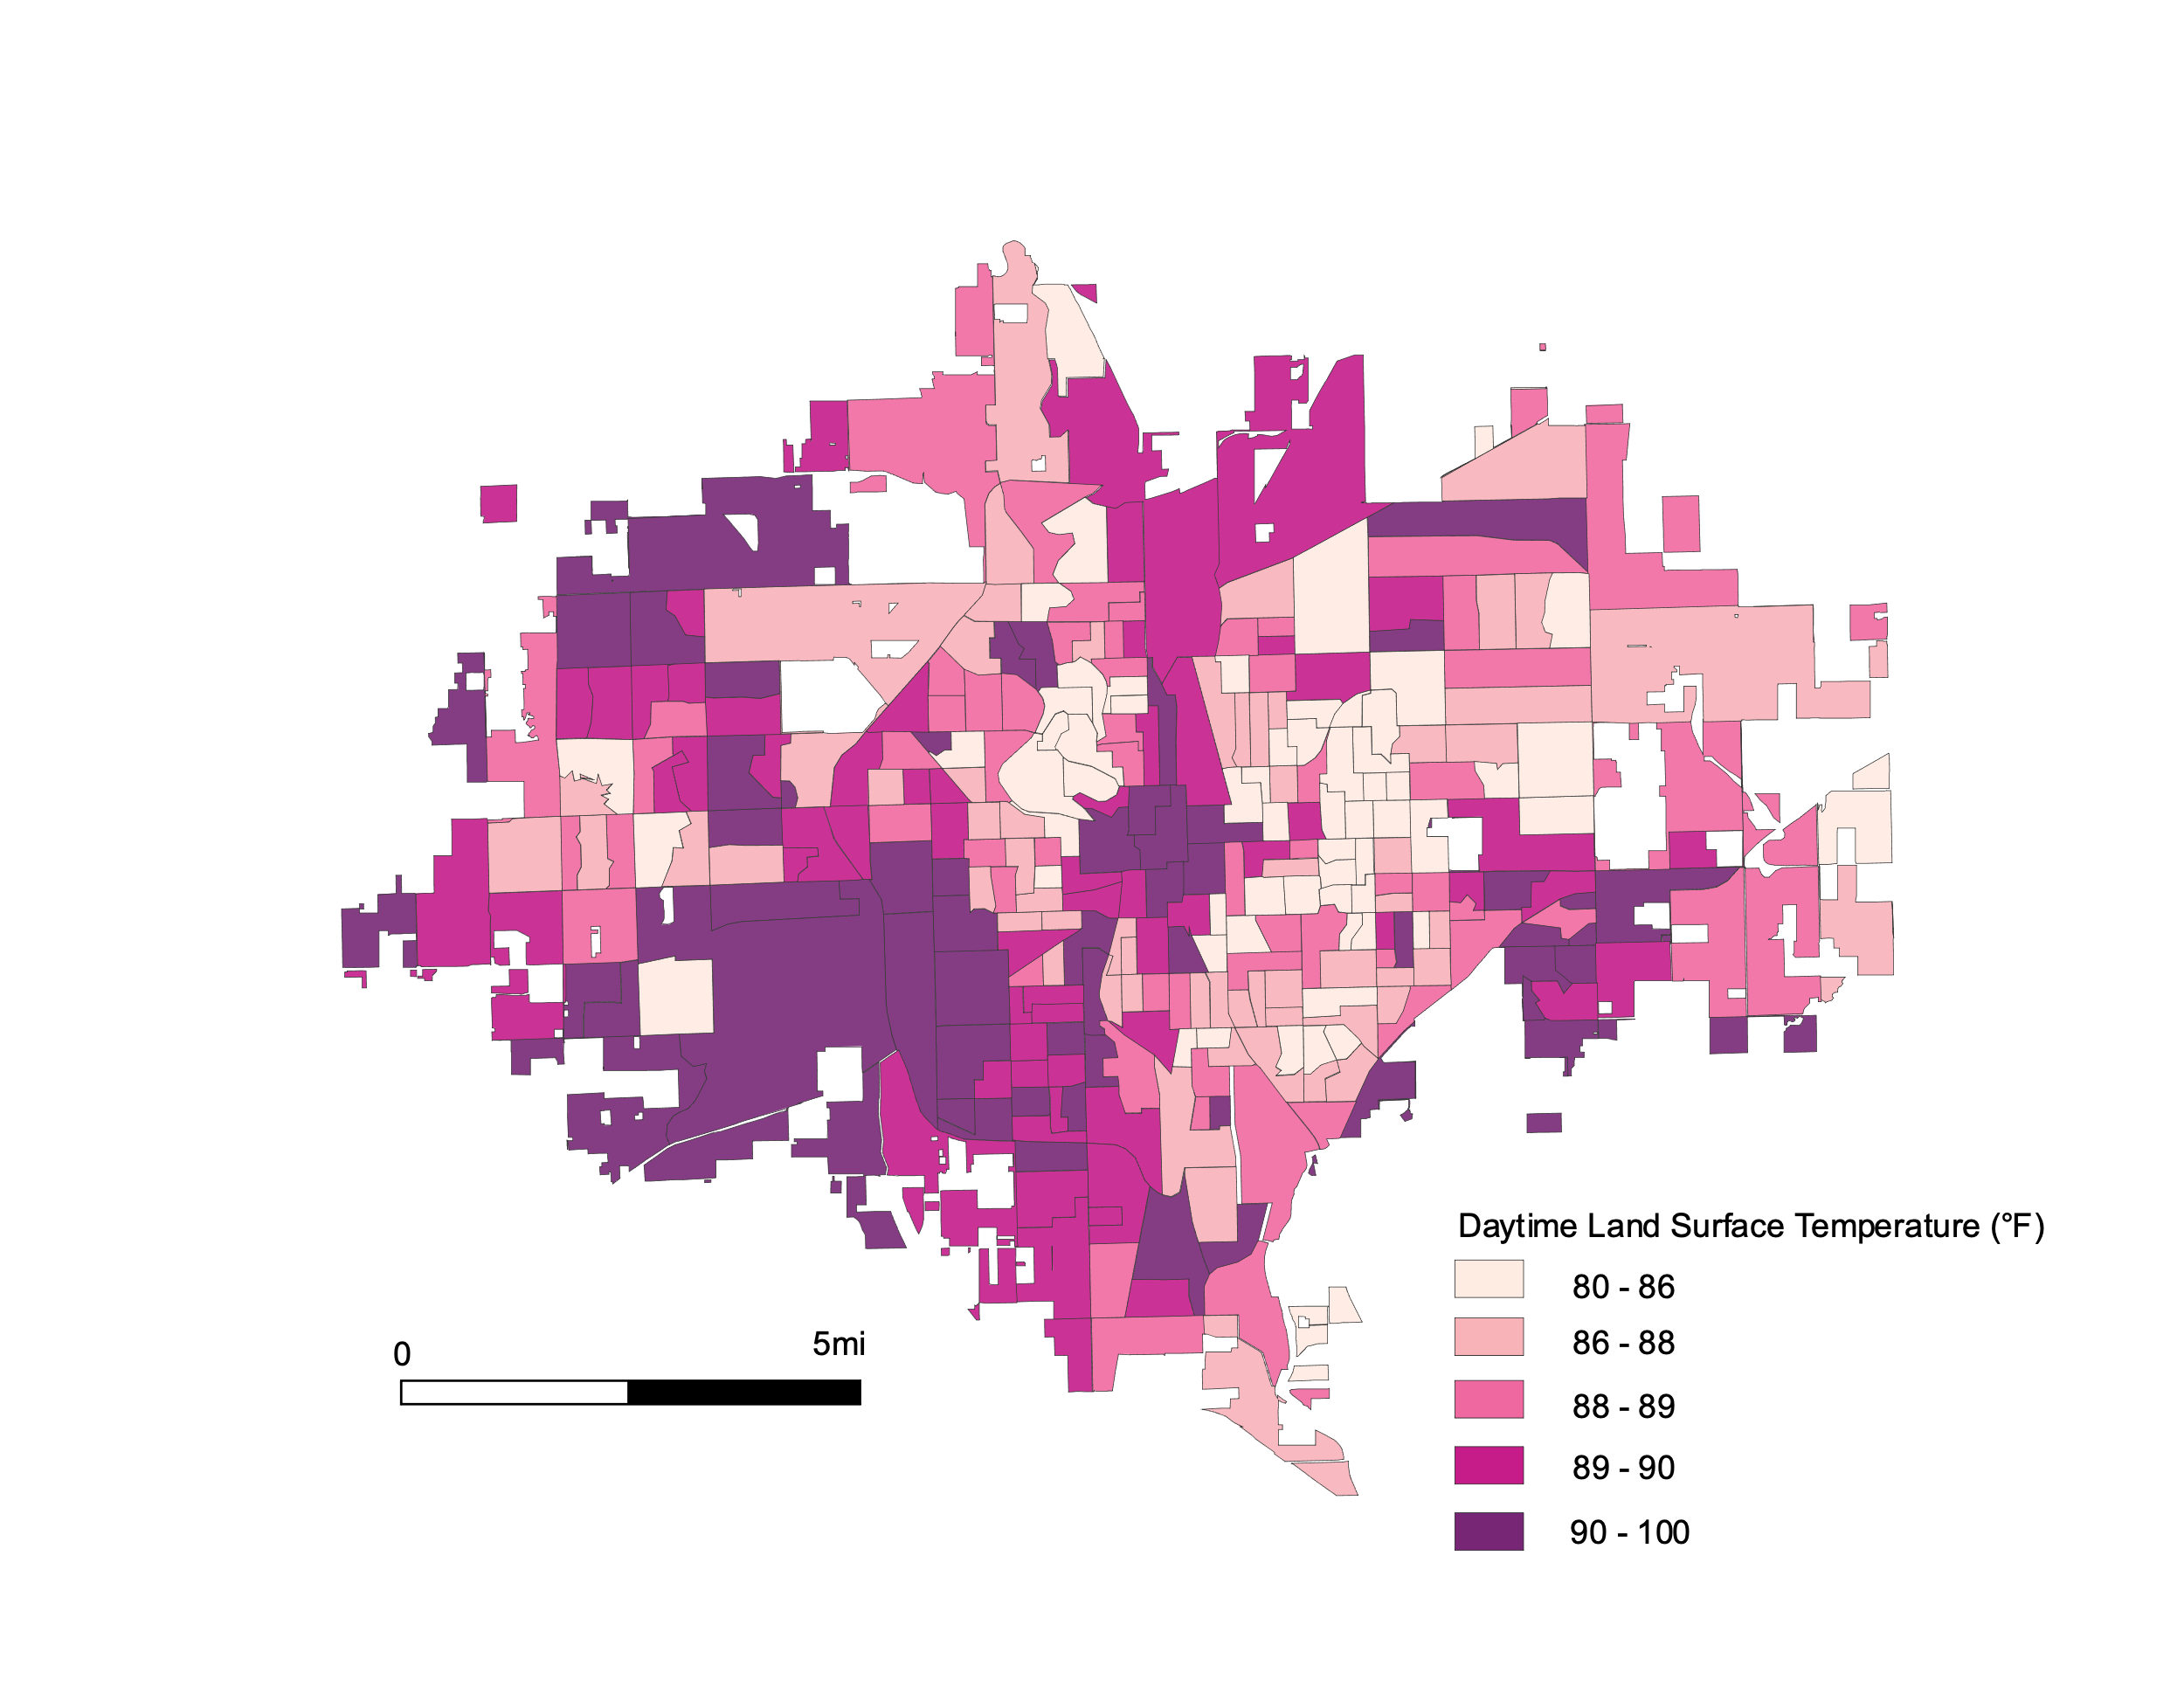 Daytime Land Surface Temperature (°F)
80 - 86
86 - 88
88 - 89
89 - 90
90 - 100
0
5mi